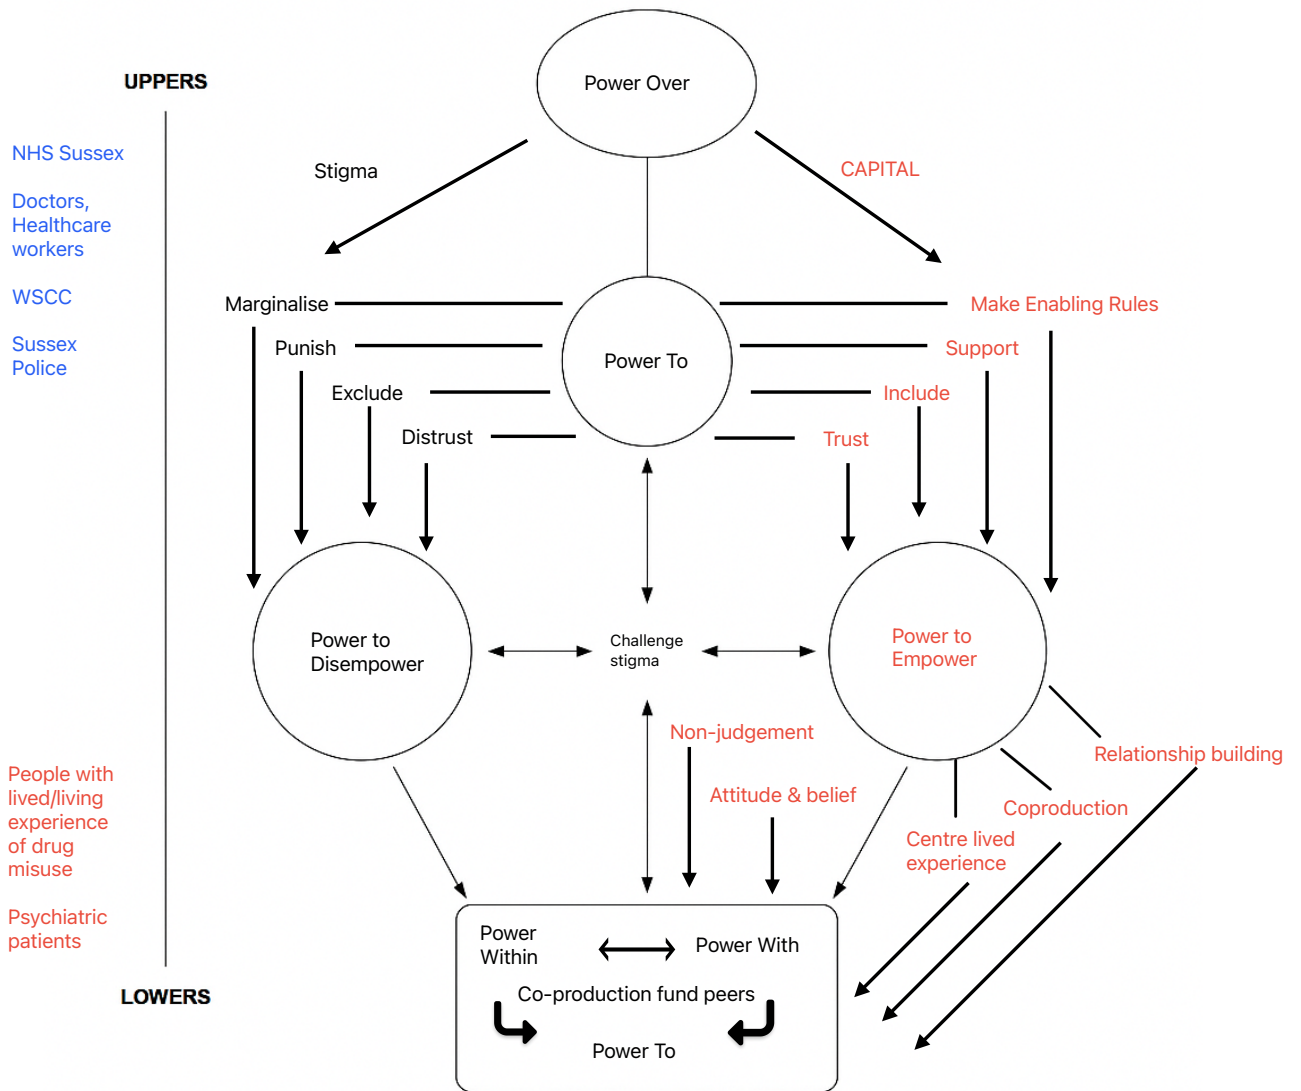 Power Over
UPPERS
NHS Sussex
Stigma
CAPITAL
Doctors,
Healthcare
workers
WSCC
Marginalise
Make Enabling Rules
Sussex
Police
Punish
Power To
Support
Exclude
Include
Distrust
Trust
Power to
Disempower
Challenge
stigma
Power to
Empower
Non-judgement
Relationship building
People with
lived/living
experience
of drug
misuse
Attitude & belief
Coproduction
Centre lived
experience
Psychiatric
patients
Power
Within
Power With
LOWERS
Co-production fund peers
Power To